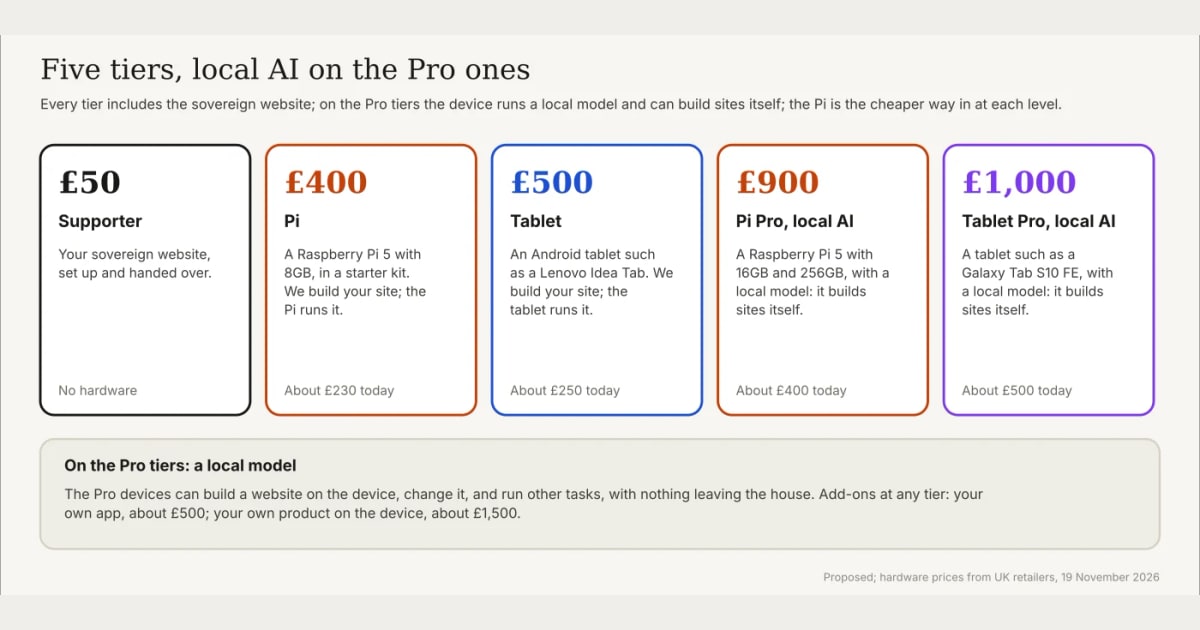 Five tiers, local AI on the Pro ones
Every tier includes the sovereign website; on the Pro tiers the device runs a local model and can build sites itself; the Pi is the cheaper way in at each level.
£50
Supporter
Your sovereign website,
set up and handed over.
No hardware
£400
Pi
A Raspberry Pi 5 with
8GB, in a starter kit.
We build your site; the
Pi runs it.
About £230 today
£500
Tablet
An Android tablet such
as a Lenovo Idea Tab. We
build your site; the
tablet runs it.
About £250 today
£900
Pi Pro, local AI
A Raspberry Pi 5 with
16GB and 256GB, with a
local model: it builds
sites itself.
About £400 today
£1,000
Tablet Pro, local AI
A tablet such as a
Galaxy Tab S10 FE, with
a local model: it builds
sites itself.
About £500 today
On the Pro tiers: a local model
The Pro devices can build a website on the device, change it, and run other tasks, with nothing leaving the house. Add-ons at any tier: your
own app, about £500; your own product on the device, about £1,500.
Proposed; hardware prices from UK retailers, 19 November 2026